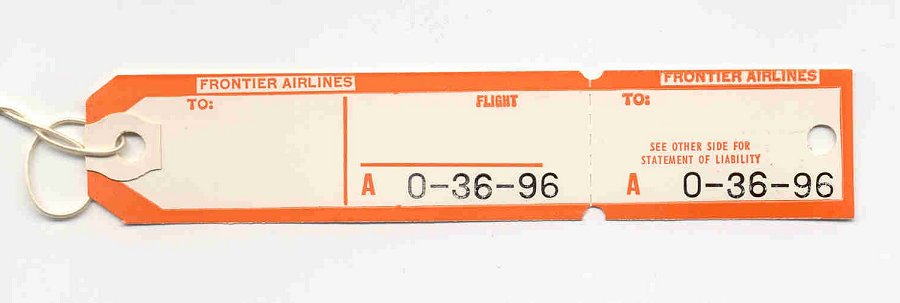 FRONTIER AIRLINES
TO:
FLIGHT
A 0-36-96
FRONTIER AIRLINES
TO:
SEE OTHER SIDE FOR
STATEMENT OF LIABILITY
A 0-36-96